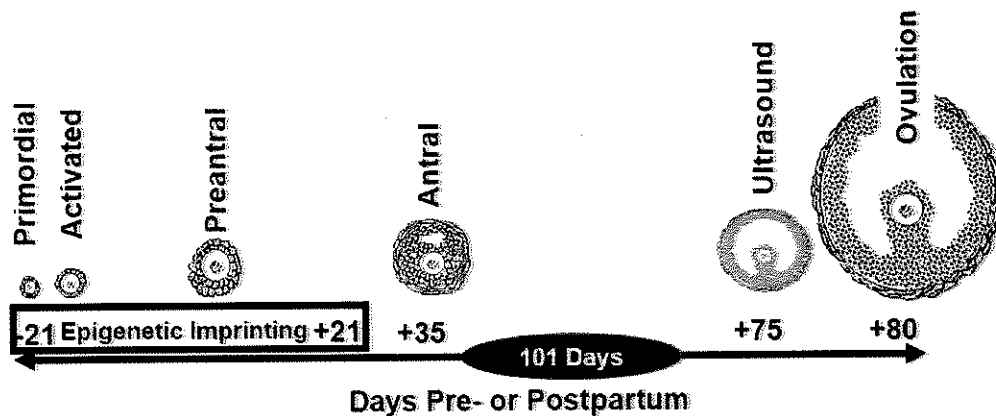 Primordial
Activated
Preantral
Antral
Ultrasound
Ovulation
-21 Epigenetic Imprinting +21
+35
+75
+80
101 Days
Days Pre- or Postpartum